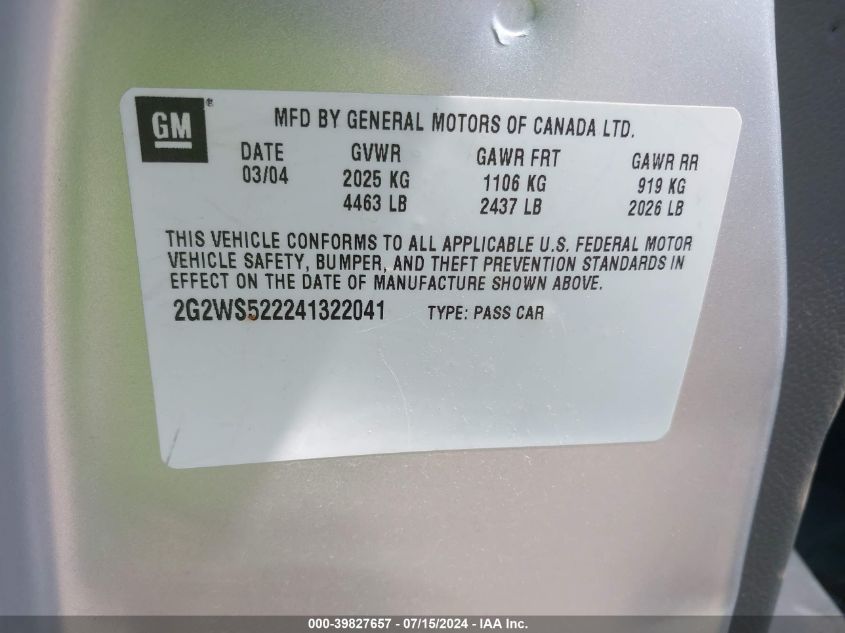 GM®
MFD BY GENERAL MOTORS OF CANADA LTD.
DATE GVWR GAWR FRT GAWR RR
03/04 2025 KG 1106 KG 919 KG
4463 LB 2437 LB 2026 LB
THIS VEHICLE CONFORMS TO ALL APPLICABLE U.S. FEDERAL MOTOR
VEHICLE SAFETY, BUMPER, AND THEFT PREVENTION STANDARDS IN
EFFECT ON THE DATE OF MANUFACTURE SHOWN ABOVE.
2G2WS522241322041 TYPE: PASS CAR
000-39827657 - 07/15/2024 - IAA Inc.